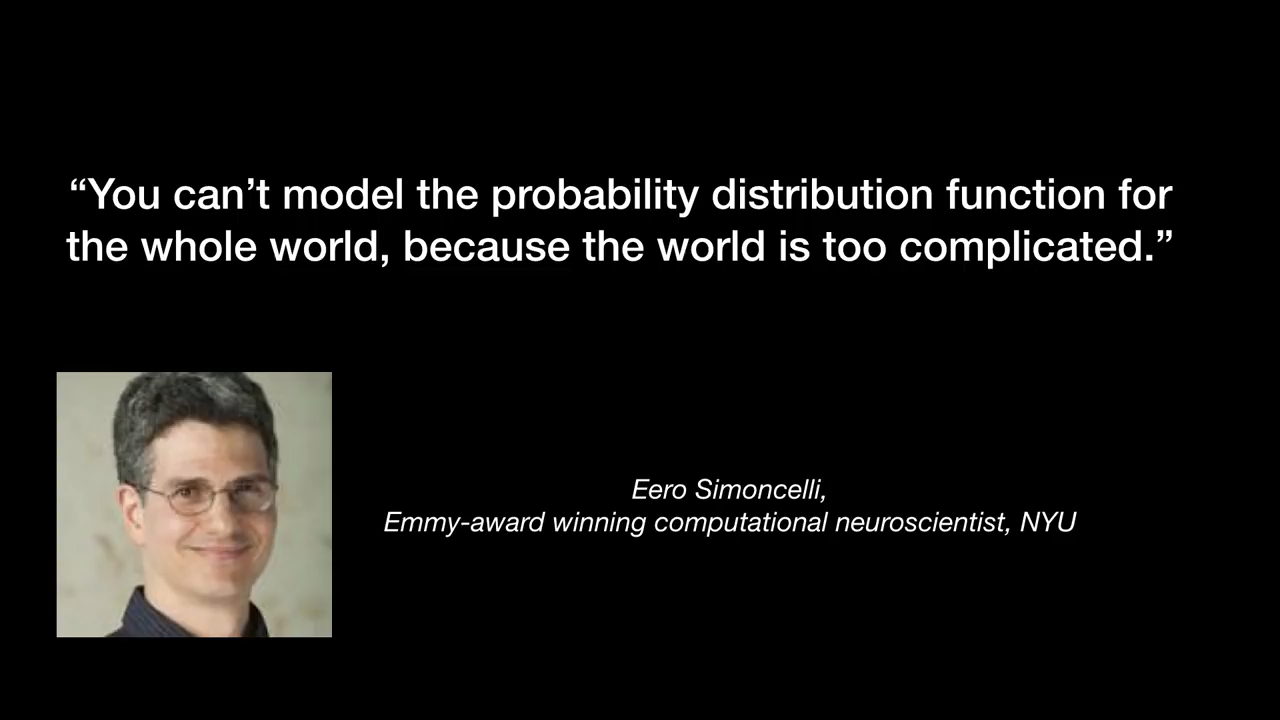 “You can’t model the probability distribution function for
the whole world, because the world is too complicated.”
Eero Simoncelli,
Emmy-award winning computational neuroscientist, NYU